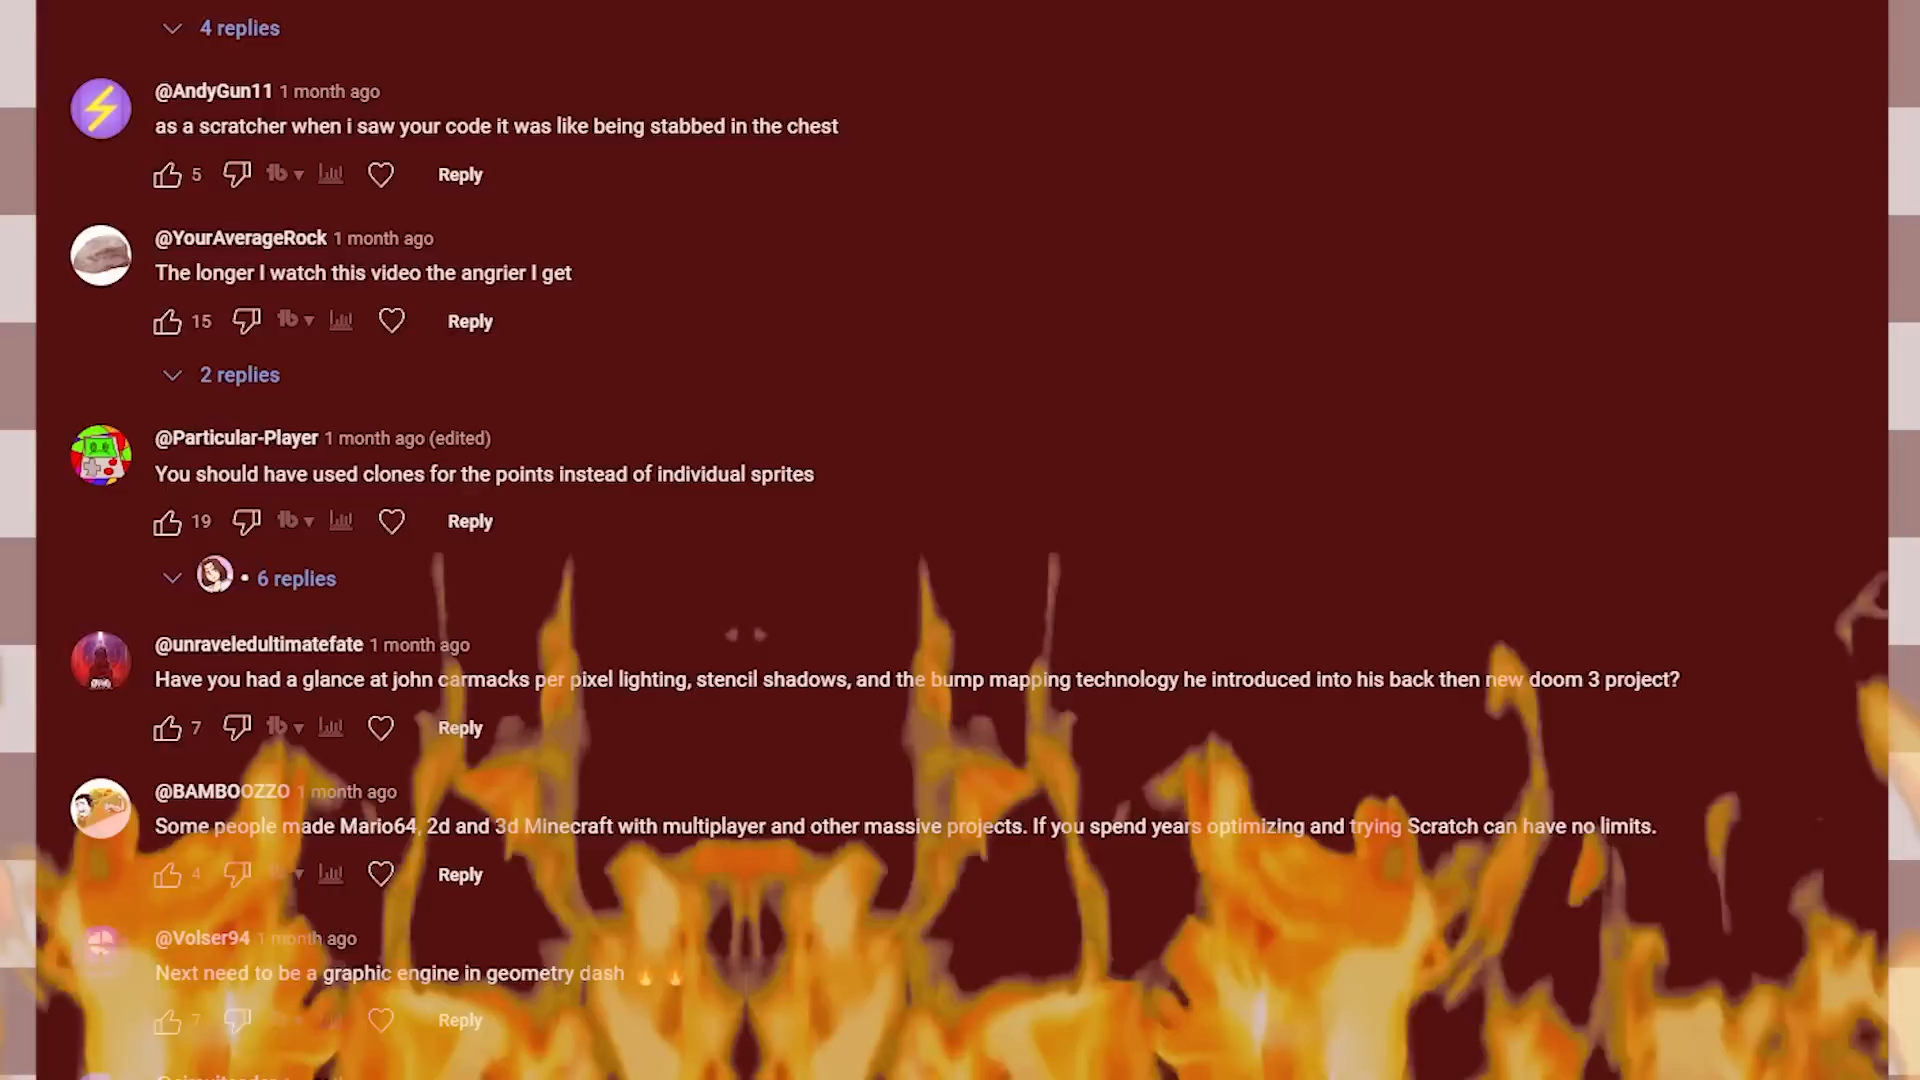 4 replies
@AndyGun11 1 month ago
as a scratcher when i saw your code it was like being stabbed in the chest
5
Reply
@YourAverageRock 1 month ago
The longer I watch this video the angrier I get
15
Reply
2 replies
@Particular-Player 1 month ago (edited)
You should have used clones for the points instead of individual sprites
19
Reply
• 6 replies
@unraveledultimatefate 1 month ago
Have you had a glance at john carmacks per pixel lighting, stencil shadows, and the bump mapping technology he introduced into his back then new doom 3 project?
7
Reply
@BAMBOOZZO 1 month ago
Some people made Mario64, 2d and 3d Minecraft with multiplayer and other massive projects. If you spend years optimizing and trying Scratch can have no limits.
4
Reply
@Volser94 1 month ago
Next need to be a graphic engine in geometry dash 🔥🔥
7
Reply